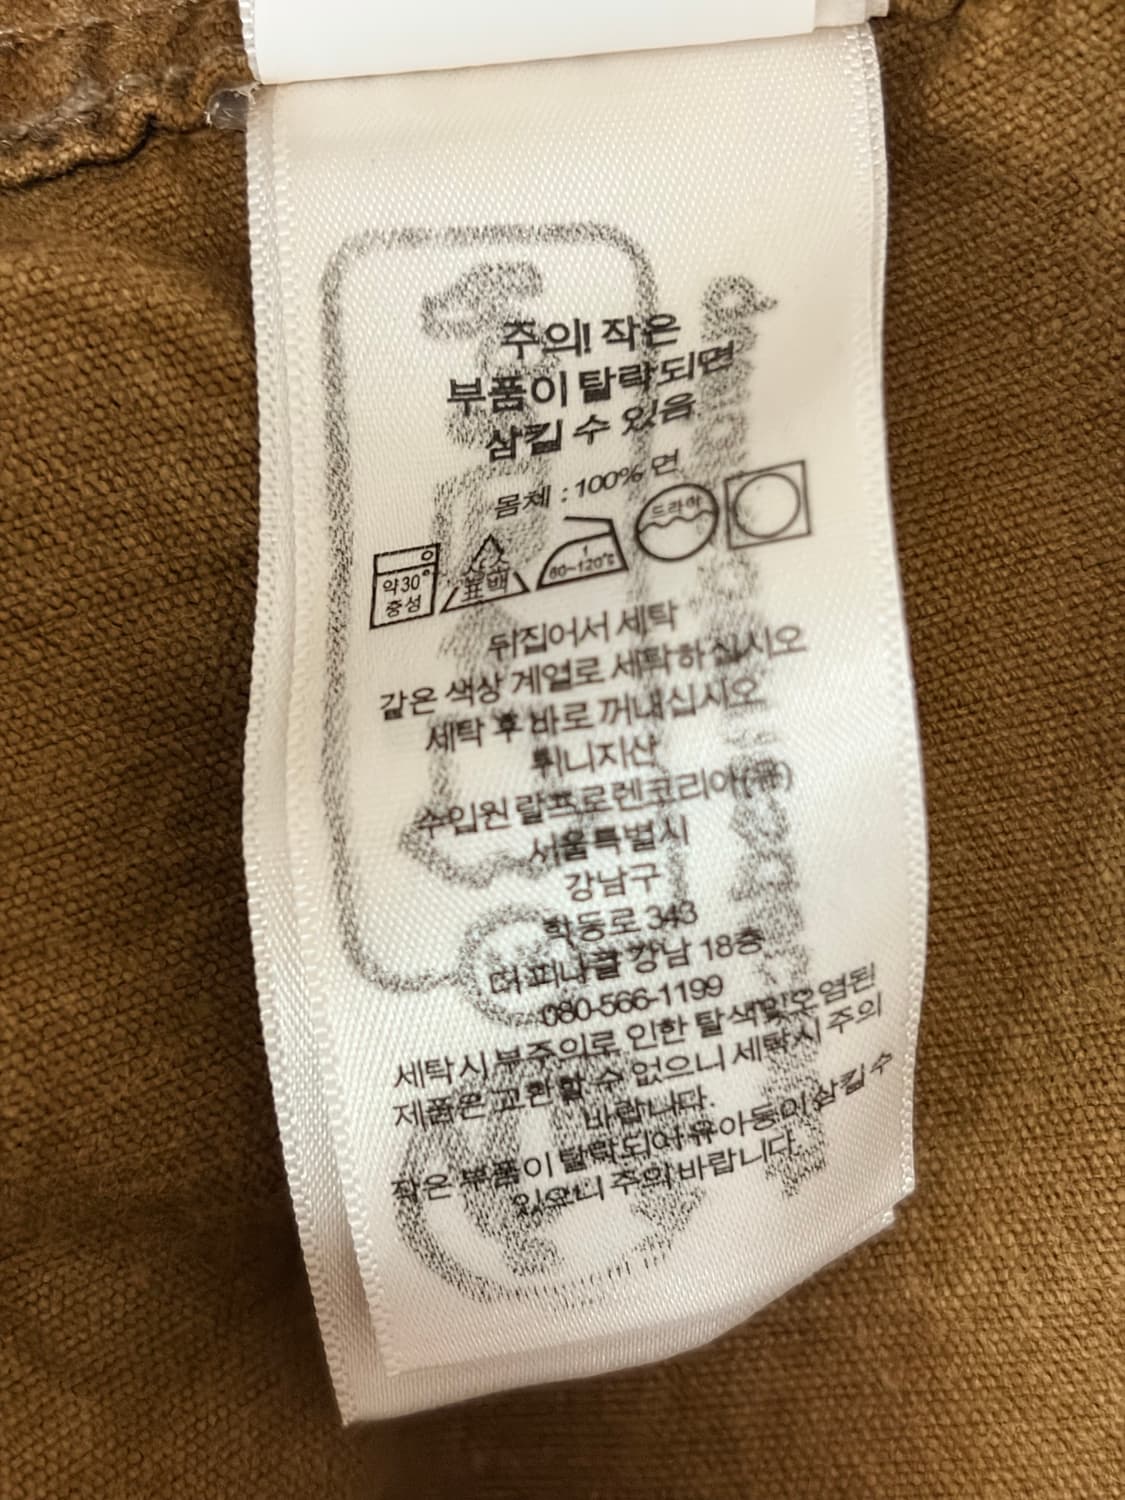 주의! 작은
부품이 탈락되면
삼킬 수 있음
몸체 : 100% 면
약30°
중성
표백
1
80~120℃
드라이
뒤집어서 세탁
같은 색상 계열로 세탁하십시오
세탁 후 바로 꺼내십시오
튀니지산
수입원 랄프로렌코리아(유)
서울특별시
강남구
학동로 343
더 피나클 강남 18층
080-566-1199
세탁시 부주의로 인한 탈색및오염된
제품은 교환할 수 없으니 세탁시 주의
바랍니다.
작은 부품이 탈락되어 유아동이 삼킬 수
있으니 주의 바랍니다.